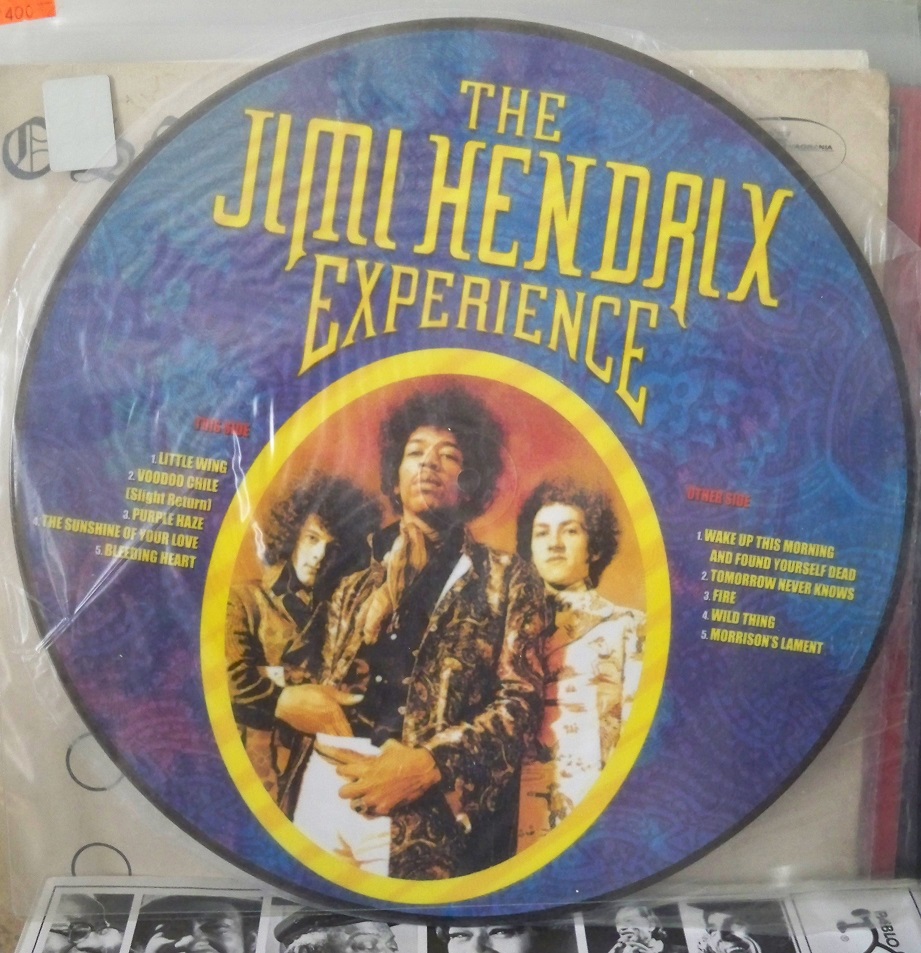 400
THE
JIMI HENDRIX
EXPERIENCE
THIS SIDE
1. LITTLE WING
2. VOODOO CHILE
(Slight Return)
3. PURPLE HAZE
4. THE SUNSHINE OF YOUR LOVE
5. BLEEDING HEART
OTHER SIDE
1. WAKE UP THIS MORNING
AND FOUND YOURSELF DEAD
2. TOMORROW NEVER KNOWS
3. FIRE
4. WILD THING
5. MORRISON'S LAMENT